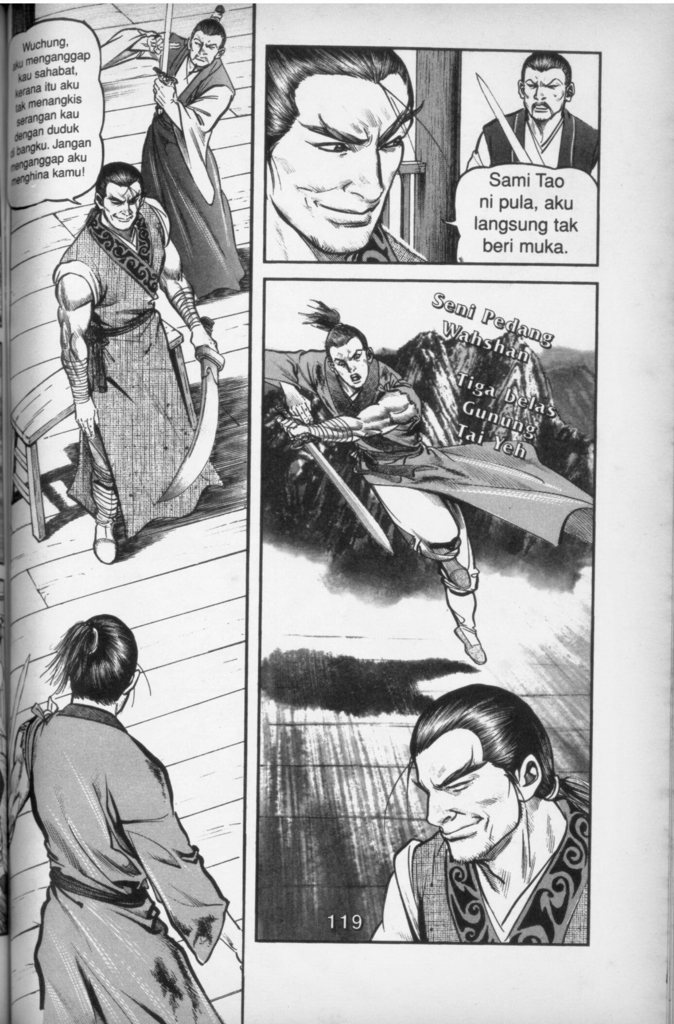 Wuchung,
aku menganggap
kau sahabat,
kerana itu aku
tak menangkis
serangan kau
dengan duduk
di bangku. Jangan
menganggap aku
menghina kamu!
Sami Tao
ni pula, aku
langsung tak
beri muka.
Seni Pedang
Wahshan
Tiga belas
Gunung
Tai Yeh
119